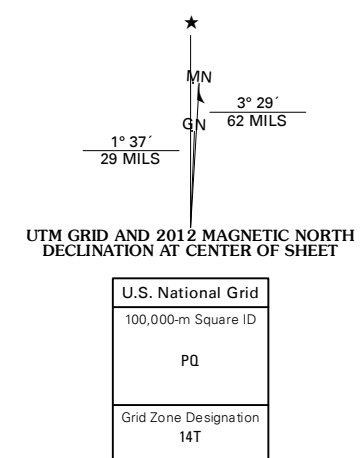 ★
MN
GN
3° 29´
62 MILS
1° 37´
29 MILS
UTM GRID AND 2012 MAGNETIC NORTH
DECLINATION AT CENTER OF SHEET
U.S. National Grid
100,000-m Square ID
PQ
Grid Zone Designation
14T